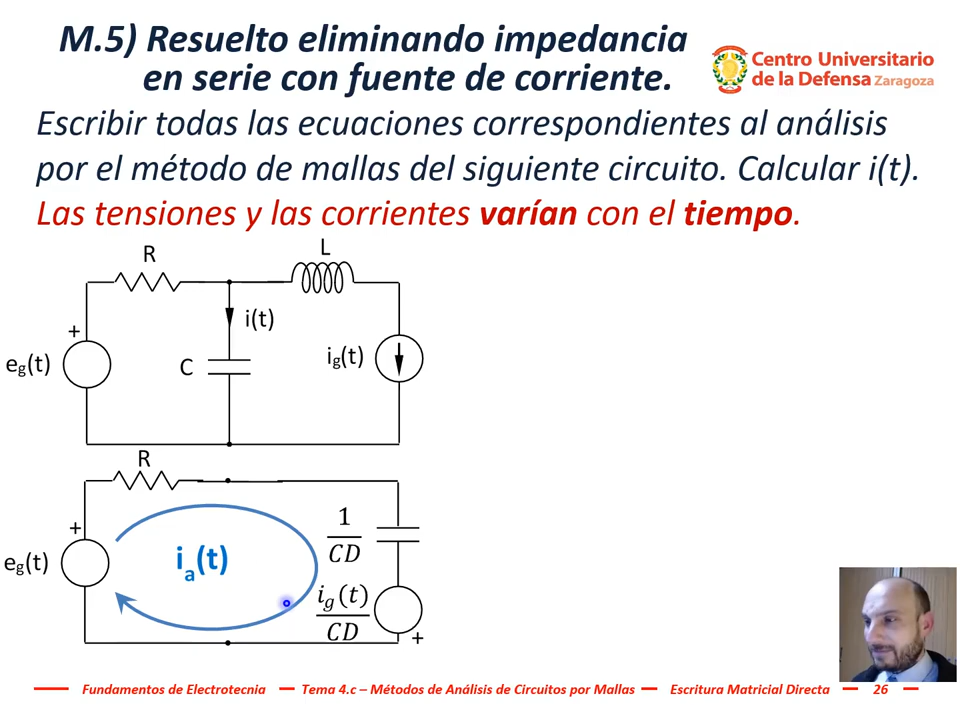 M.5) Resuelto eliminando impedancia
en serie con fuente de corriente.
Centro Universitario
de la Defensa Zaragoza
Escribir todas las ecuaciones correspondientes al análisis
por el método de mallas del siguiente circuito. Calcular i(t).
Las tensiones y las corrientes varían con el tiempo.
R
L
+
i(t)
eg(t)
C
ig(t)
R
+
1
CD
ia(t)
eg(t)
ig(t)
CD
+
Fundamentos de Electrotecnia
Tema 4.c – Métodos de Análisis de Circuitos por Mallas
Escritura Matricial Directa
26